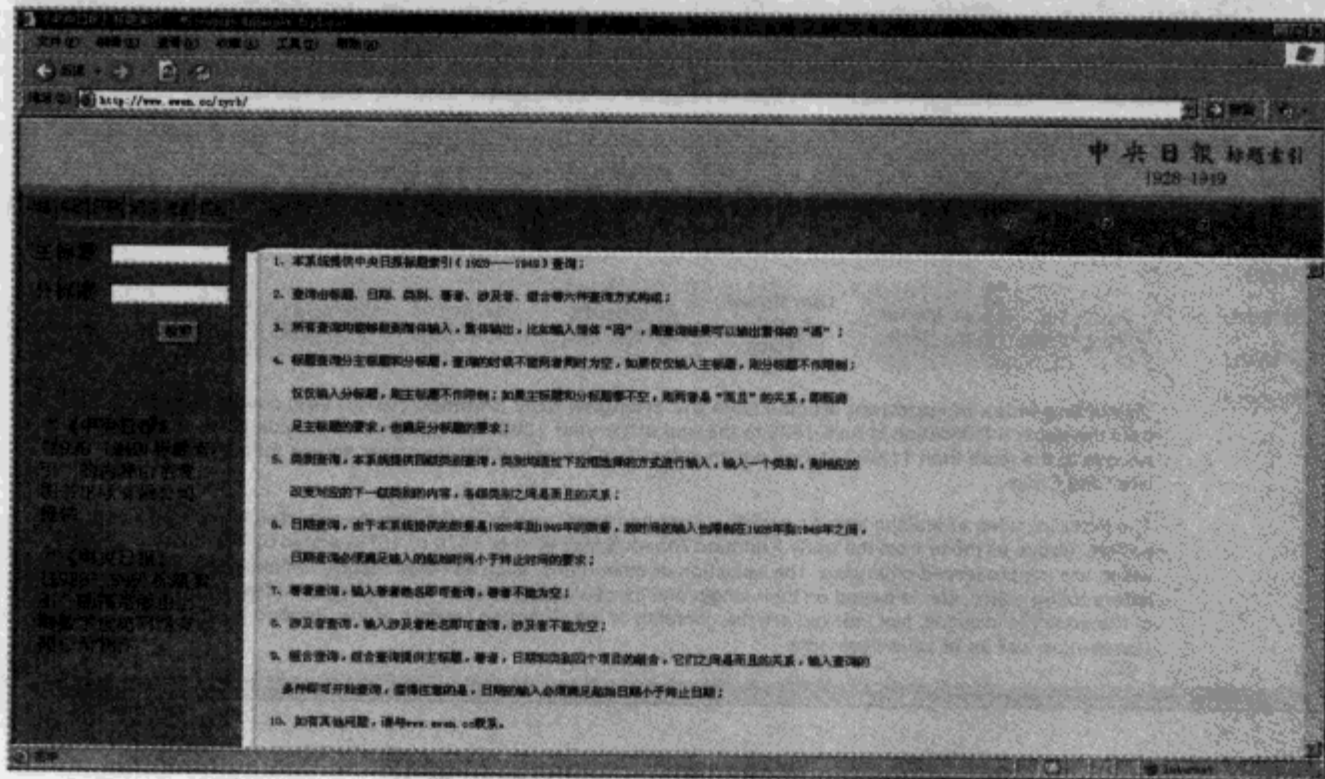 文件(F) 编辑(E) 查看(V) 收藏(A) 工具(T) 帮助(H)
后退
http://www.ewen.cc/zyrb/
中央日報 标题索引
1928-1949
主标题
分标题
检索
1、本系统提供中央日报标题索引(1928——1949)查询;
2、查询由标题、日期、类别、著者、涉及者、组合等六种查询方式构成;
3、所有查询均能够做到简体输入,繁体输出,比如输入简体“冯”,则查询结果可以输出繁体的“馮”;
4、标题查询分主标题和分标题,查询的时候不能两者同时为空,如果仅仅输入主标题,则分标题不作限制;
仅仅输入分标题,则主标题不作限制;如果主标题和分标题都不空,则两者是“而且”的关系,即既满
足主标题的要求,也满足分标题的要求;
5、类别查询,本系统提供四级类别查询,类别均通过下拉框选择的方式进行输入,输入一个类别,则相应的
改变对应的下一级类别的内容,各级类别之间是而且的关系;
6、日期查询,由于本系统提供的数据是1928年到1949年的数据,故时间的输入也限制在1928年到1949年之间,
日期查询必须满足输入的起始时间小于终止时间的要求;
7、著者查询,输入著者姓名即可查询,著者不能为空;
8、涉及者查询,输入涉及者姓名即可查询,涉及者不能为空;
9、组合查询,组合查询提供主标题,著者,日期和类别四个项目的组合,它们之间是而且的关系,输入查询的
条件即可开始查询,值得注意的是,日期的输入必须满足起始日期小于终止日期;
10、如有其他问题,请与www.ewen.cc联系。
Internet